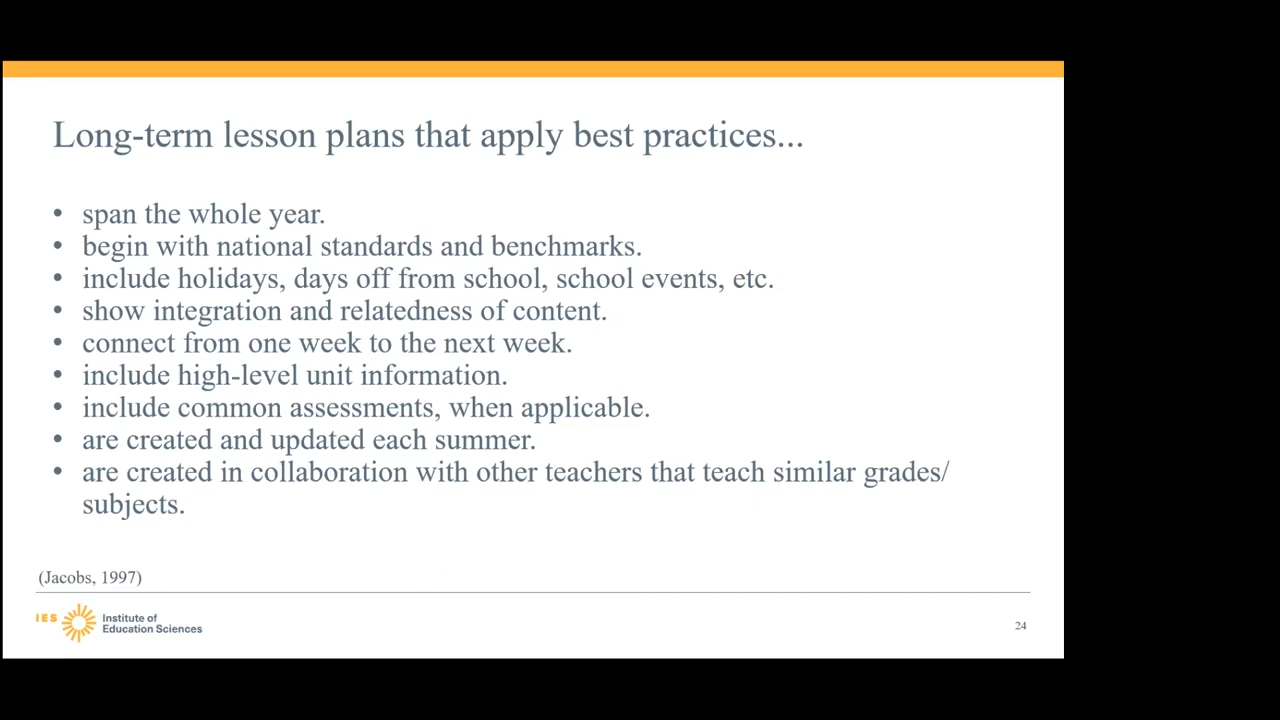 Long-term lesson plans that apply best practices...
• span the whole year.
• begin with national standards and benchmarks.
• include holidays, days off from school, school events, etc.
• show integration and relatedness of content.
• connect from one week to the next week.
• include high-level unit information.
• include common assessments, when applicable.
• are created and updated each summer.
• are created in collaboration with other teachers that teach similar grades/
subjects.
(Jacobs, 1997)
IES
Institute of
Education Sciences
24